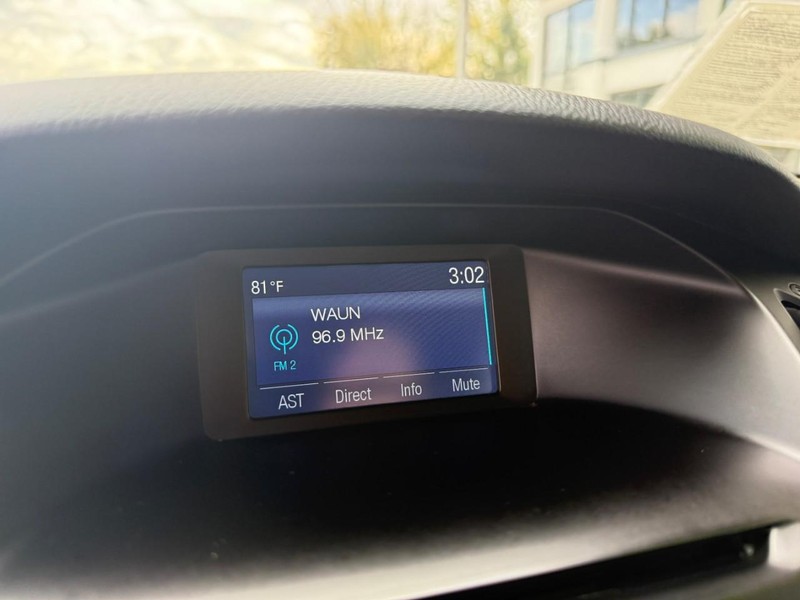 81°F 3:02
WAUN
96.9 MHz
FM 2
AST Direct Info Mute